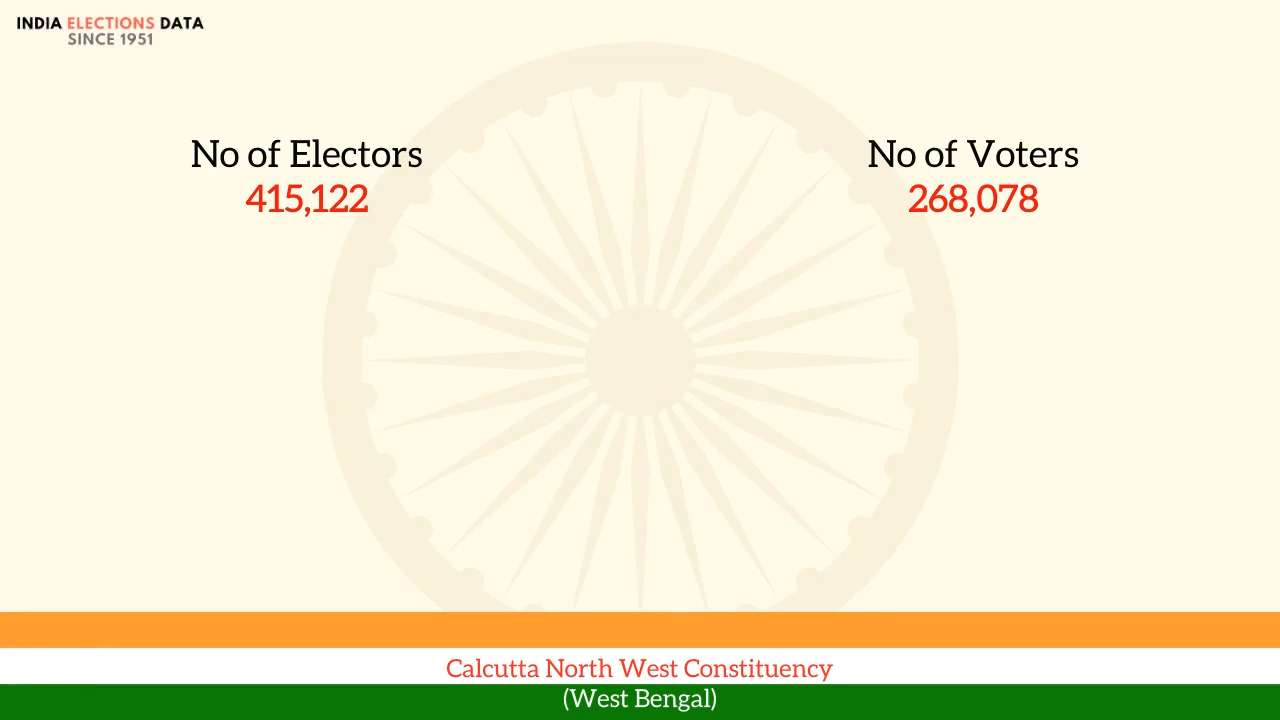 INDIA ELECTIONS DATA
SINCE 1951
No of Electors
415,122
No of Voters
268,078
Calcutta North West Constituency
(West Bengal)